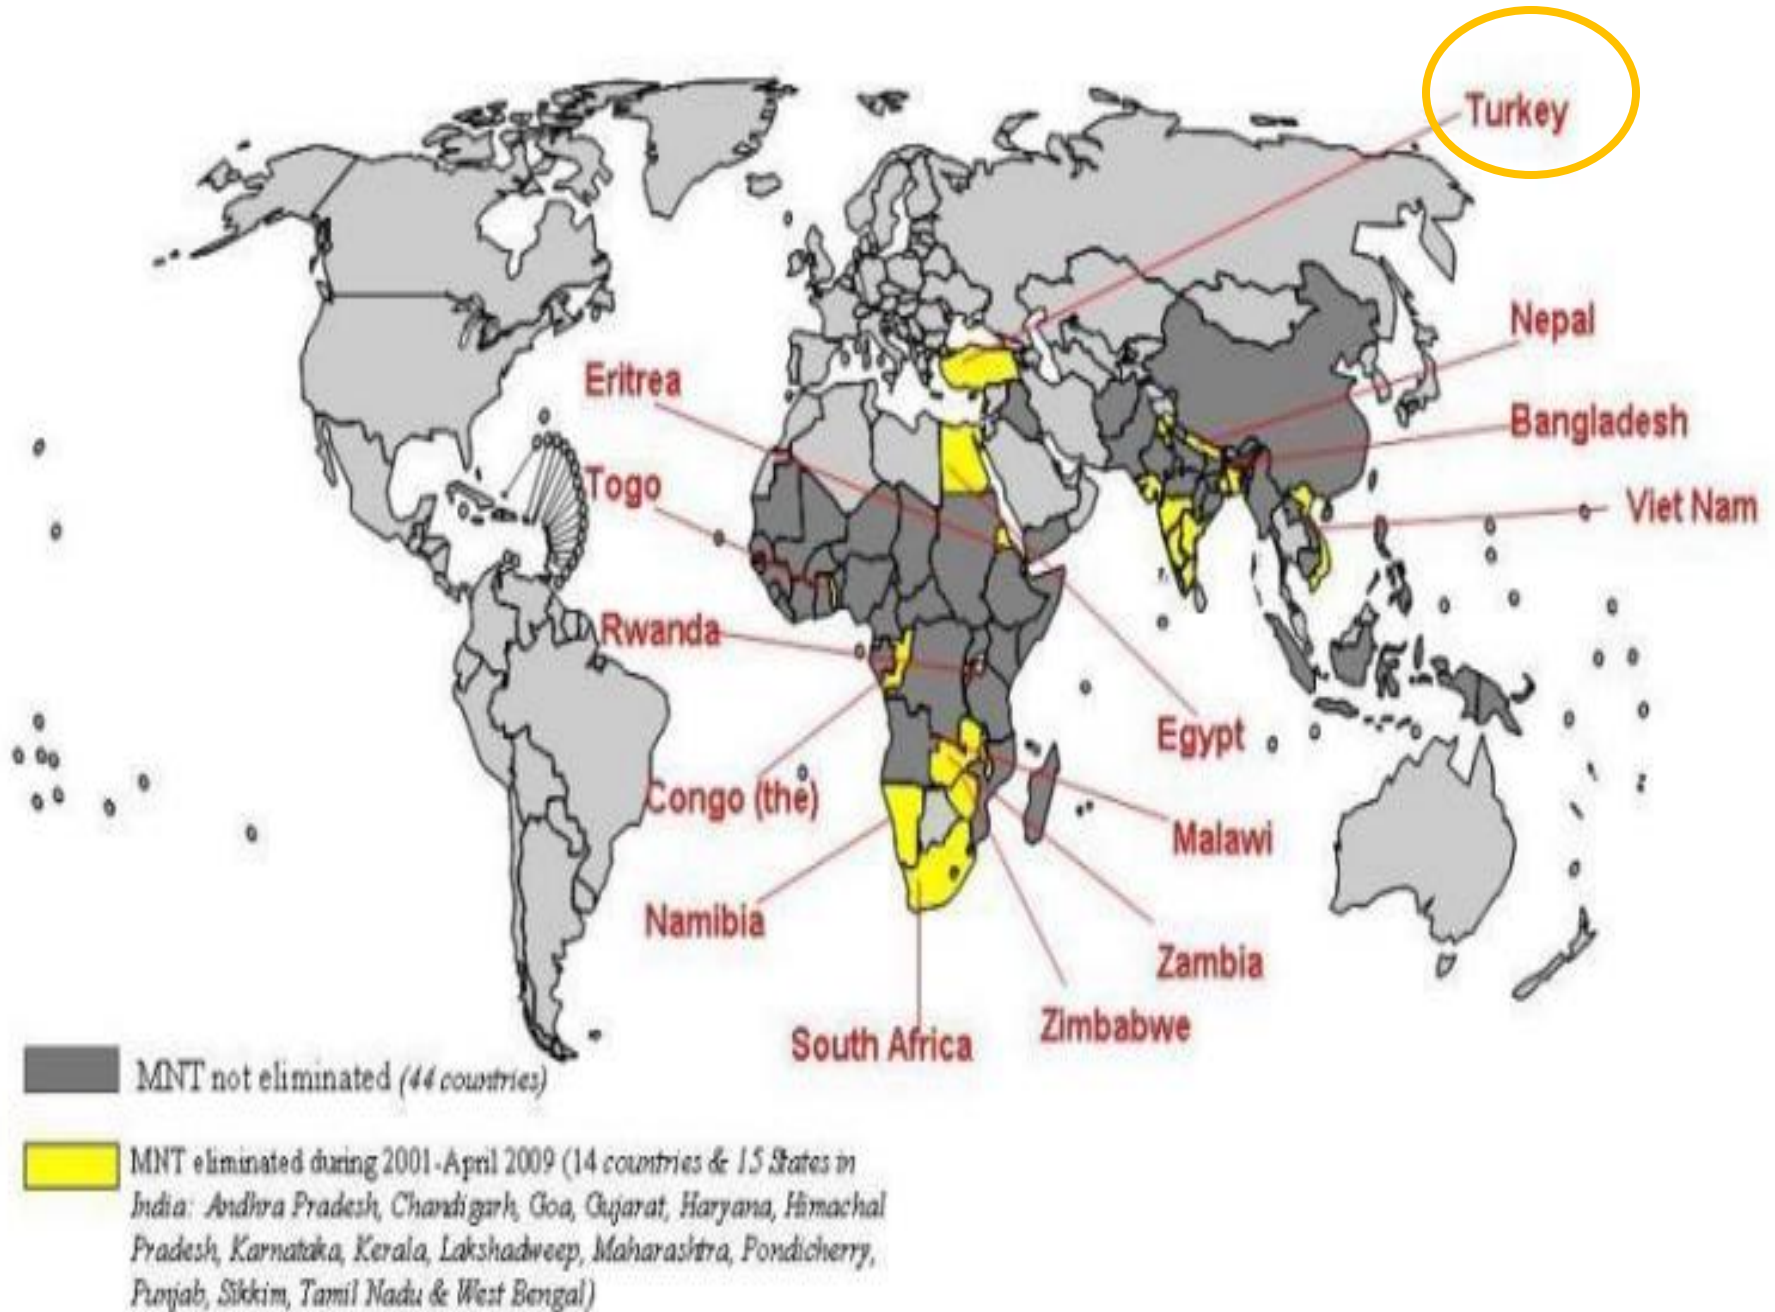 Turkey
Nepal
Eritrea
Bangladesh
Togo
Viet Nam
Rwanda
Egypt
Congo (the)
Malawi
Namibia
Zambia
Zimbabwe
South Africa
MNT not eliminated (44 countries)
MNT eliminated during 2001-April 2009 (14 countries & 15 States in
India: Andhra Pradesh, Chandigarh, Goa, Gujarat, Haryana, Himachal
Pradesh, Karnataka, Kerala, Lakshadweep, Maharashtra, Pondicherry,
Punjab, Sikkim, Tamil Nadu & West Bengal)